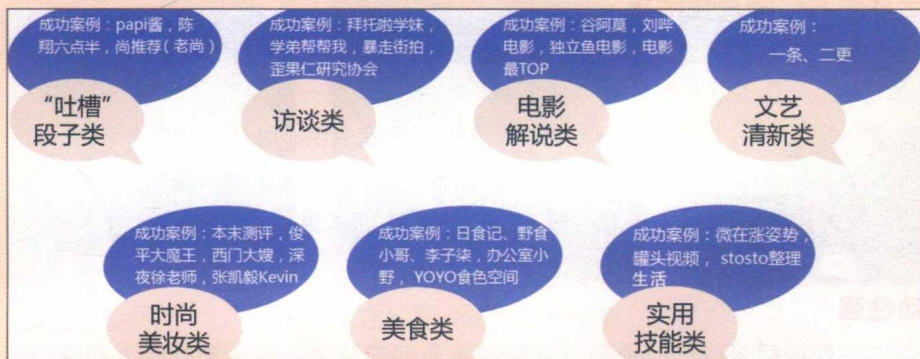 成功案例：papi酱，陈
翔六点半，尚推荐（老尚）
“吐槽”
段子类
成功案例：拜托啦学妹，
学弟帮帮我，暴走街拍，
歪果仁研究协会
访谈类
成功案例：谷阿莫，刘哔
电影，独立鱼电影，电影
最TOP
电影
解说类
成功案例：
一条、二更
文艺
清新类
成功案例：本末测评，俊
平大魔王，西门大嫂，深
夜徐老师，张凯毅Kevin
时尚
美妆类
成功案例：日食记、野食
小哥、李子柒，办公室小
野，YOYO食色空间
美食类
成功案例：微在涨姿势，
罐头视频，stosto整理
生活
实用
技能类